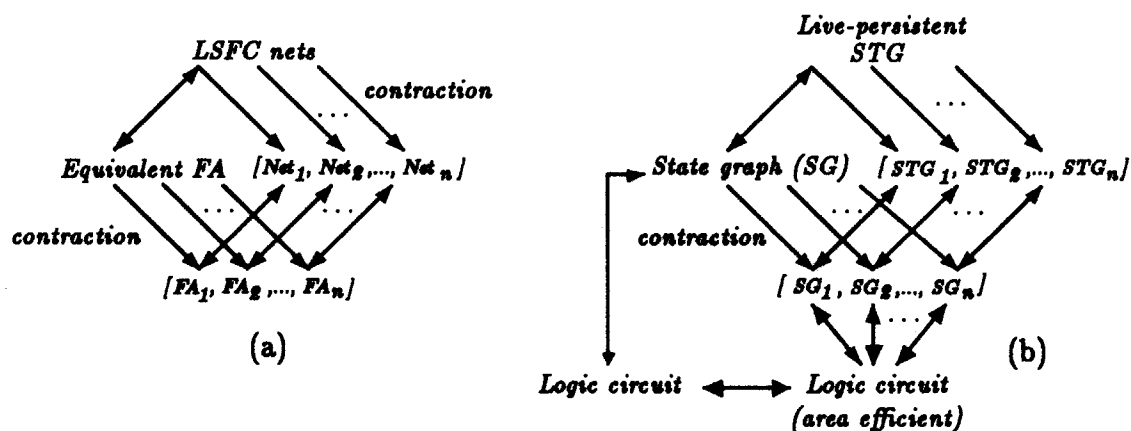 LSFC nets
contraction
...
Equivalent FA [Net1, Net2,..., Netn]
... ...
contraction
[FA1, FA2,..., FAn]
(a)
Live-persistent
STG
...
State graph (SG) [STG1, STG2,..., STGn]
... ...
contraction
[SG1, SG2,..., SGn]
...
(b)
Logic circuit
Logic circuit
(area efficient)